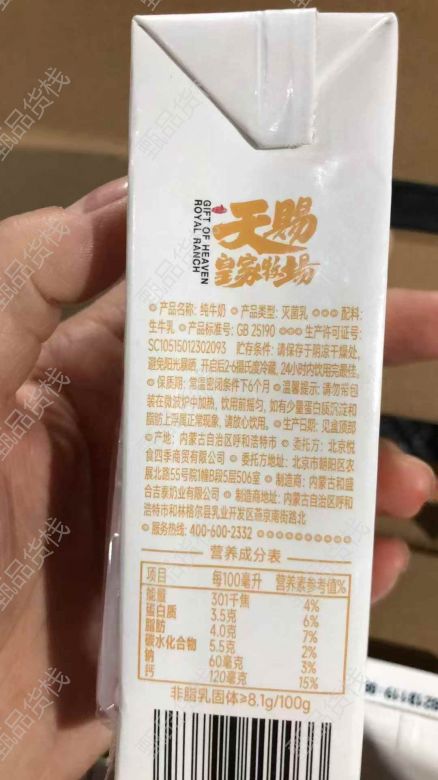 GIFT OF HEAVEN
ROYAL RANCH
天賜
皇家牧場
产品名称: 纯牛奶 产品类型: 灭菌乳 配料:
生牛乳 产品标准号: GB 25190 生产许可证号:
SC10515012302093 贮存条件: 请保存于阴凉干燥处,
避免阳光暴晒, 开启后2-6摄氏度冷藏, 24小时内饮用完最佳。
保质期: 常温密闭条件下6个月 温馨提示: 请勿带包
装在微波炉中加热, 饮用前摇匀, 如有少量蛋白质沉淀和
脂肪上浮属正常现象, 请放心饮用。 生产日期: 见盒顶部
产地: 内蒙古自治区呼和浩特市 委托方: 北京悦
食四季商贸有限公司 委托方地址: 北京市朝阳区农
展北路55号院1幢B段5层506室 制造商: 内蒙古和盛
台吉泰奶业有限公司 制造商地址: 内蒙古自治区呼和
浩特市和林格尔县乳业开发区燕京南街路北
服务热线: 400-600-2332
营养成分表
项目 每100毫升 营养素参考值%
能量 301千焦 4%
蛋白质 3.5克 6%
脂肪 4.0克 7%
碳水化合物 5.5克 2%
钠 60毫克 3%
钙 120毫克 15%
非脂乳固体≥8.1g/100g
甄品货栈